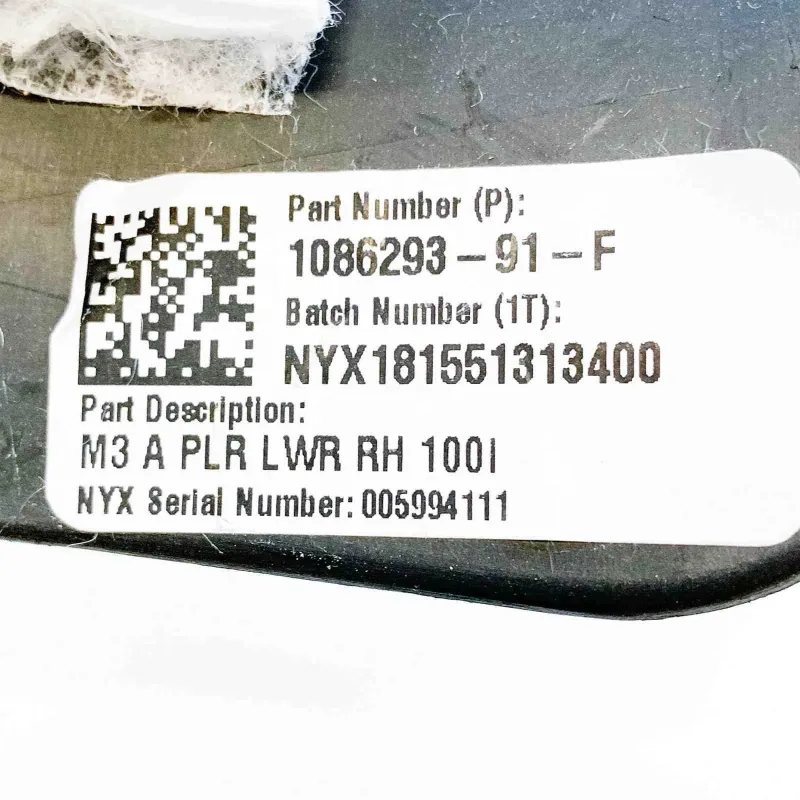 Part Number (P):
1086293-91-F
Batch Number (1T):
NYX181551313400
Part Description:
M3 A PLR LWR RH 100I
NYX Serial Number: 005994111